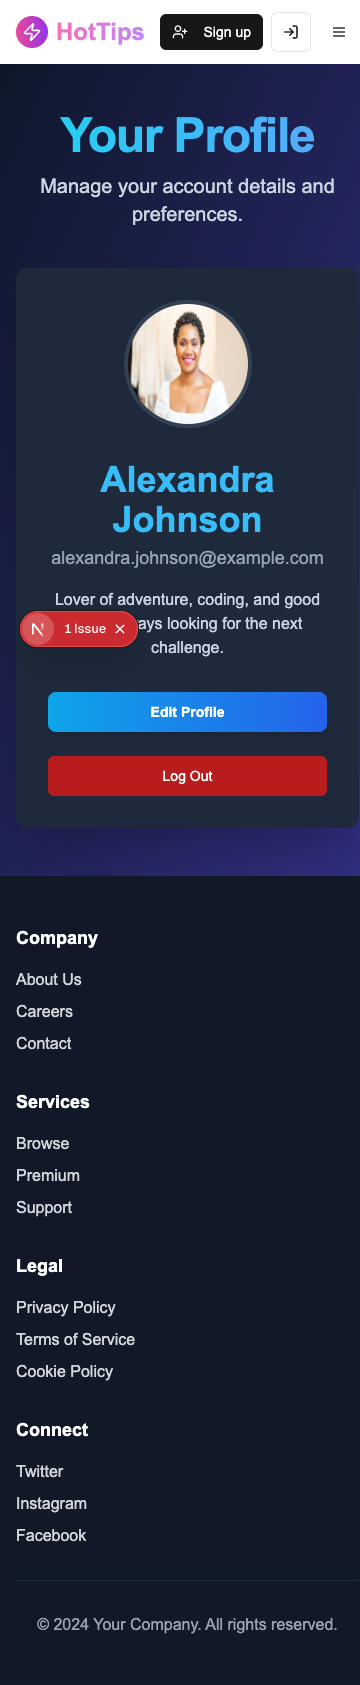 HotTips
Sign up
Your Profile
Manage your account details and
preferences.
Alexandra
Johnson
alexandra.johnson@example.com
Lover of adventure, coding, and good
looking for the next
challenge.
N 1 Issue
Edit Profile
Log Out
Company
About Us
Careers
Contact
Services
Browse
Premium
Support
Legal
Privacy Policy
Terms of Service
Cookie Policy
Connect
Twitter
Instagram
Facebook
© 2024 Your Company. All rights reserved.